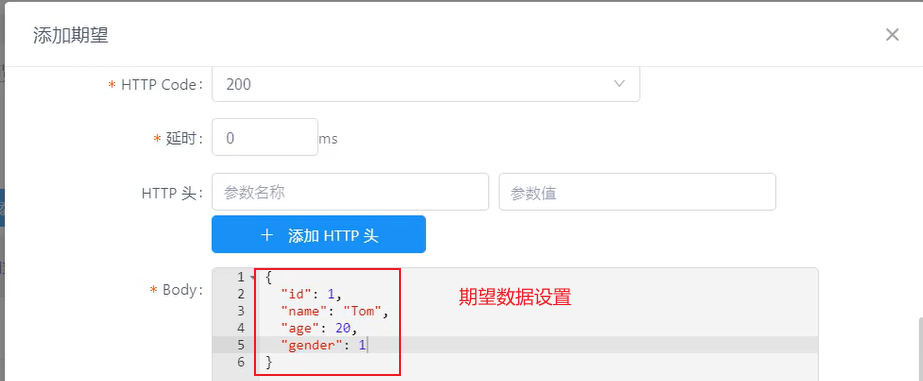 添加期望
* HTTP Code: 200
* 延时: 0 ms
HTTP 头: 参数名称 参数值
+ 添加 HTTP 头
* Body:
1 {
2 "id": 1,
3 "name": "Tom",
4 "age": 20,
5 "gender": 1
6 }
期望数据设置